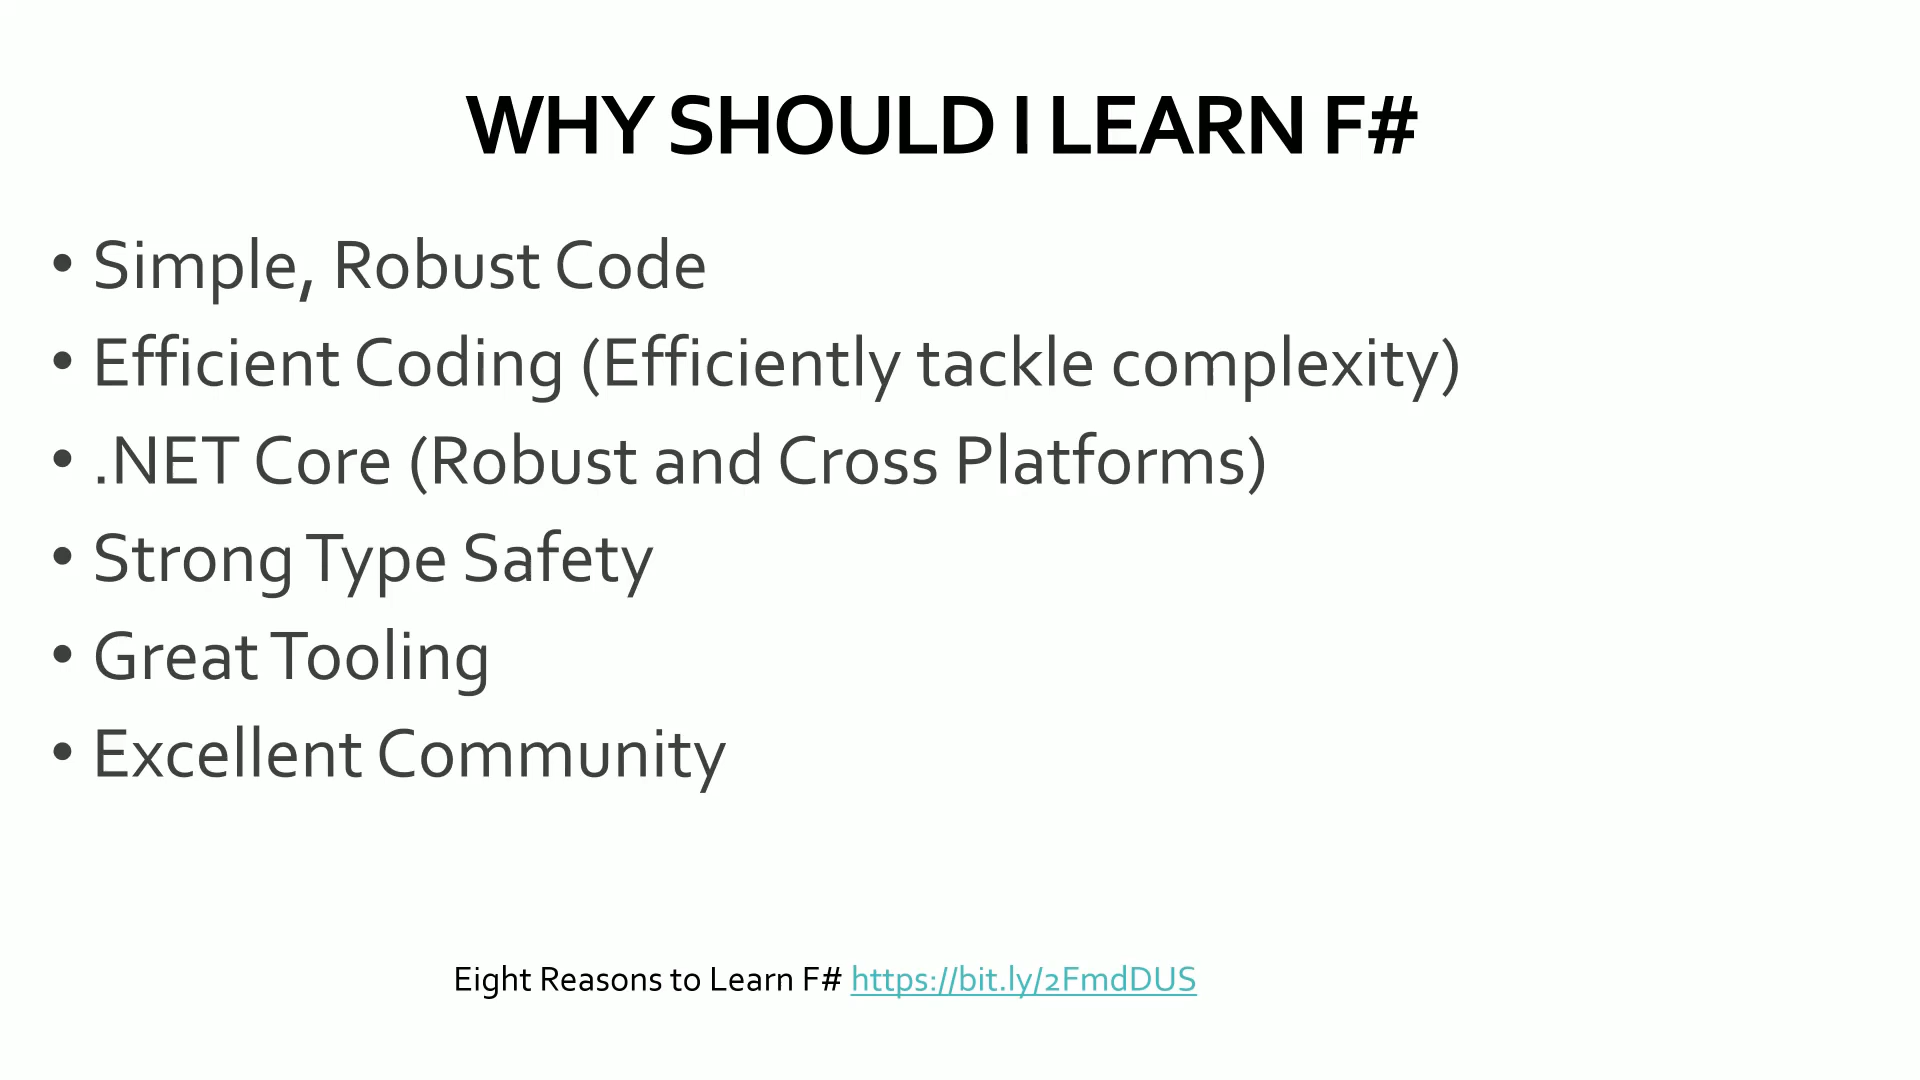 WHY SHOULD I LEARN F#
• Simple, Robust Code
• Efficient Coding (Efficiently tackle complexity)
• .NET Core (Robust and Cross Platforms)
• Strong Type Safety
• Great Tooling
• Excellent Community
Eight Reasons to Learn F# https://bit.ly/2FmdDUS